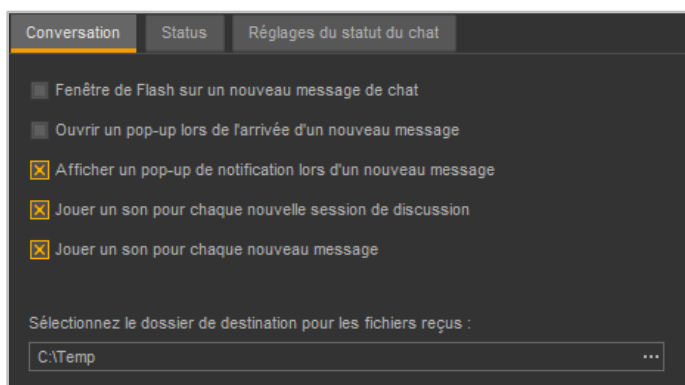 Conversation Status Réglages du statut du chat
Fenêtre de Flash sur un nouveau message de chat
Ouvrir un pop-up lors de l'arrivée d'un nouveau message
Afficher un pop-up de notification lors d'un nouveau message
Jouer un son pour chaque nouvelle session de discussion
Jouer un son pour chaque nouveau message
Sélectionnez le dossier de destination pour les fichiers reçus :
C:\Temp ...